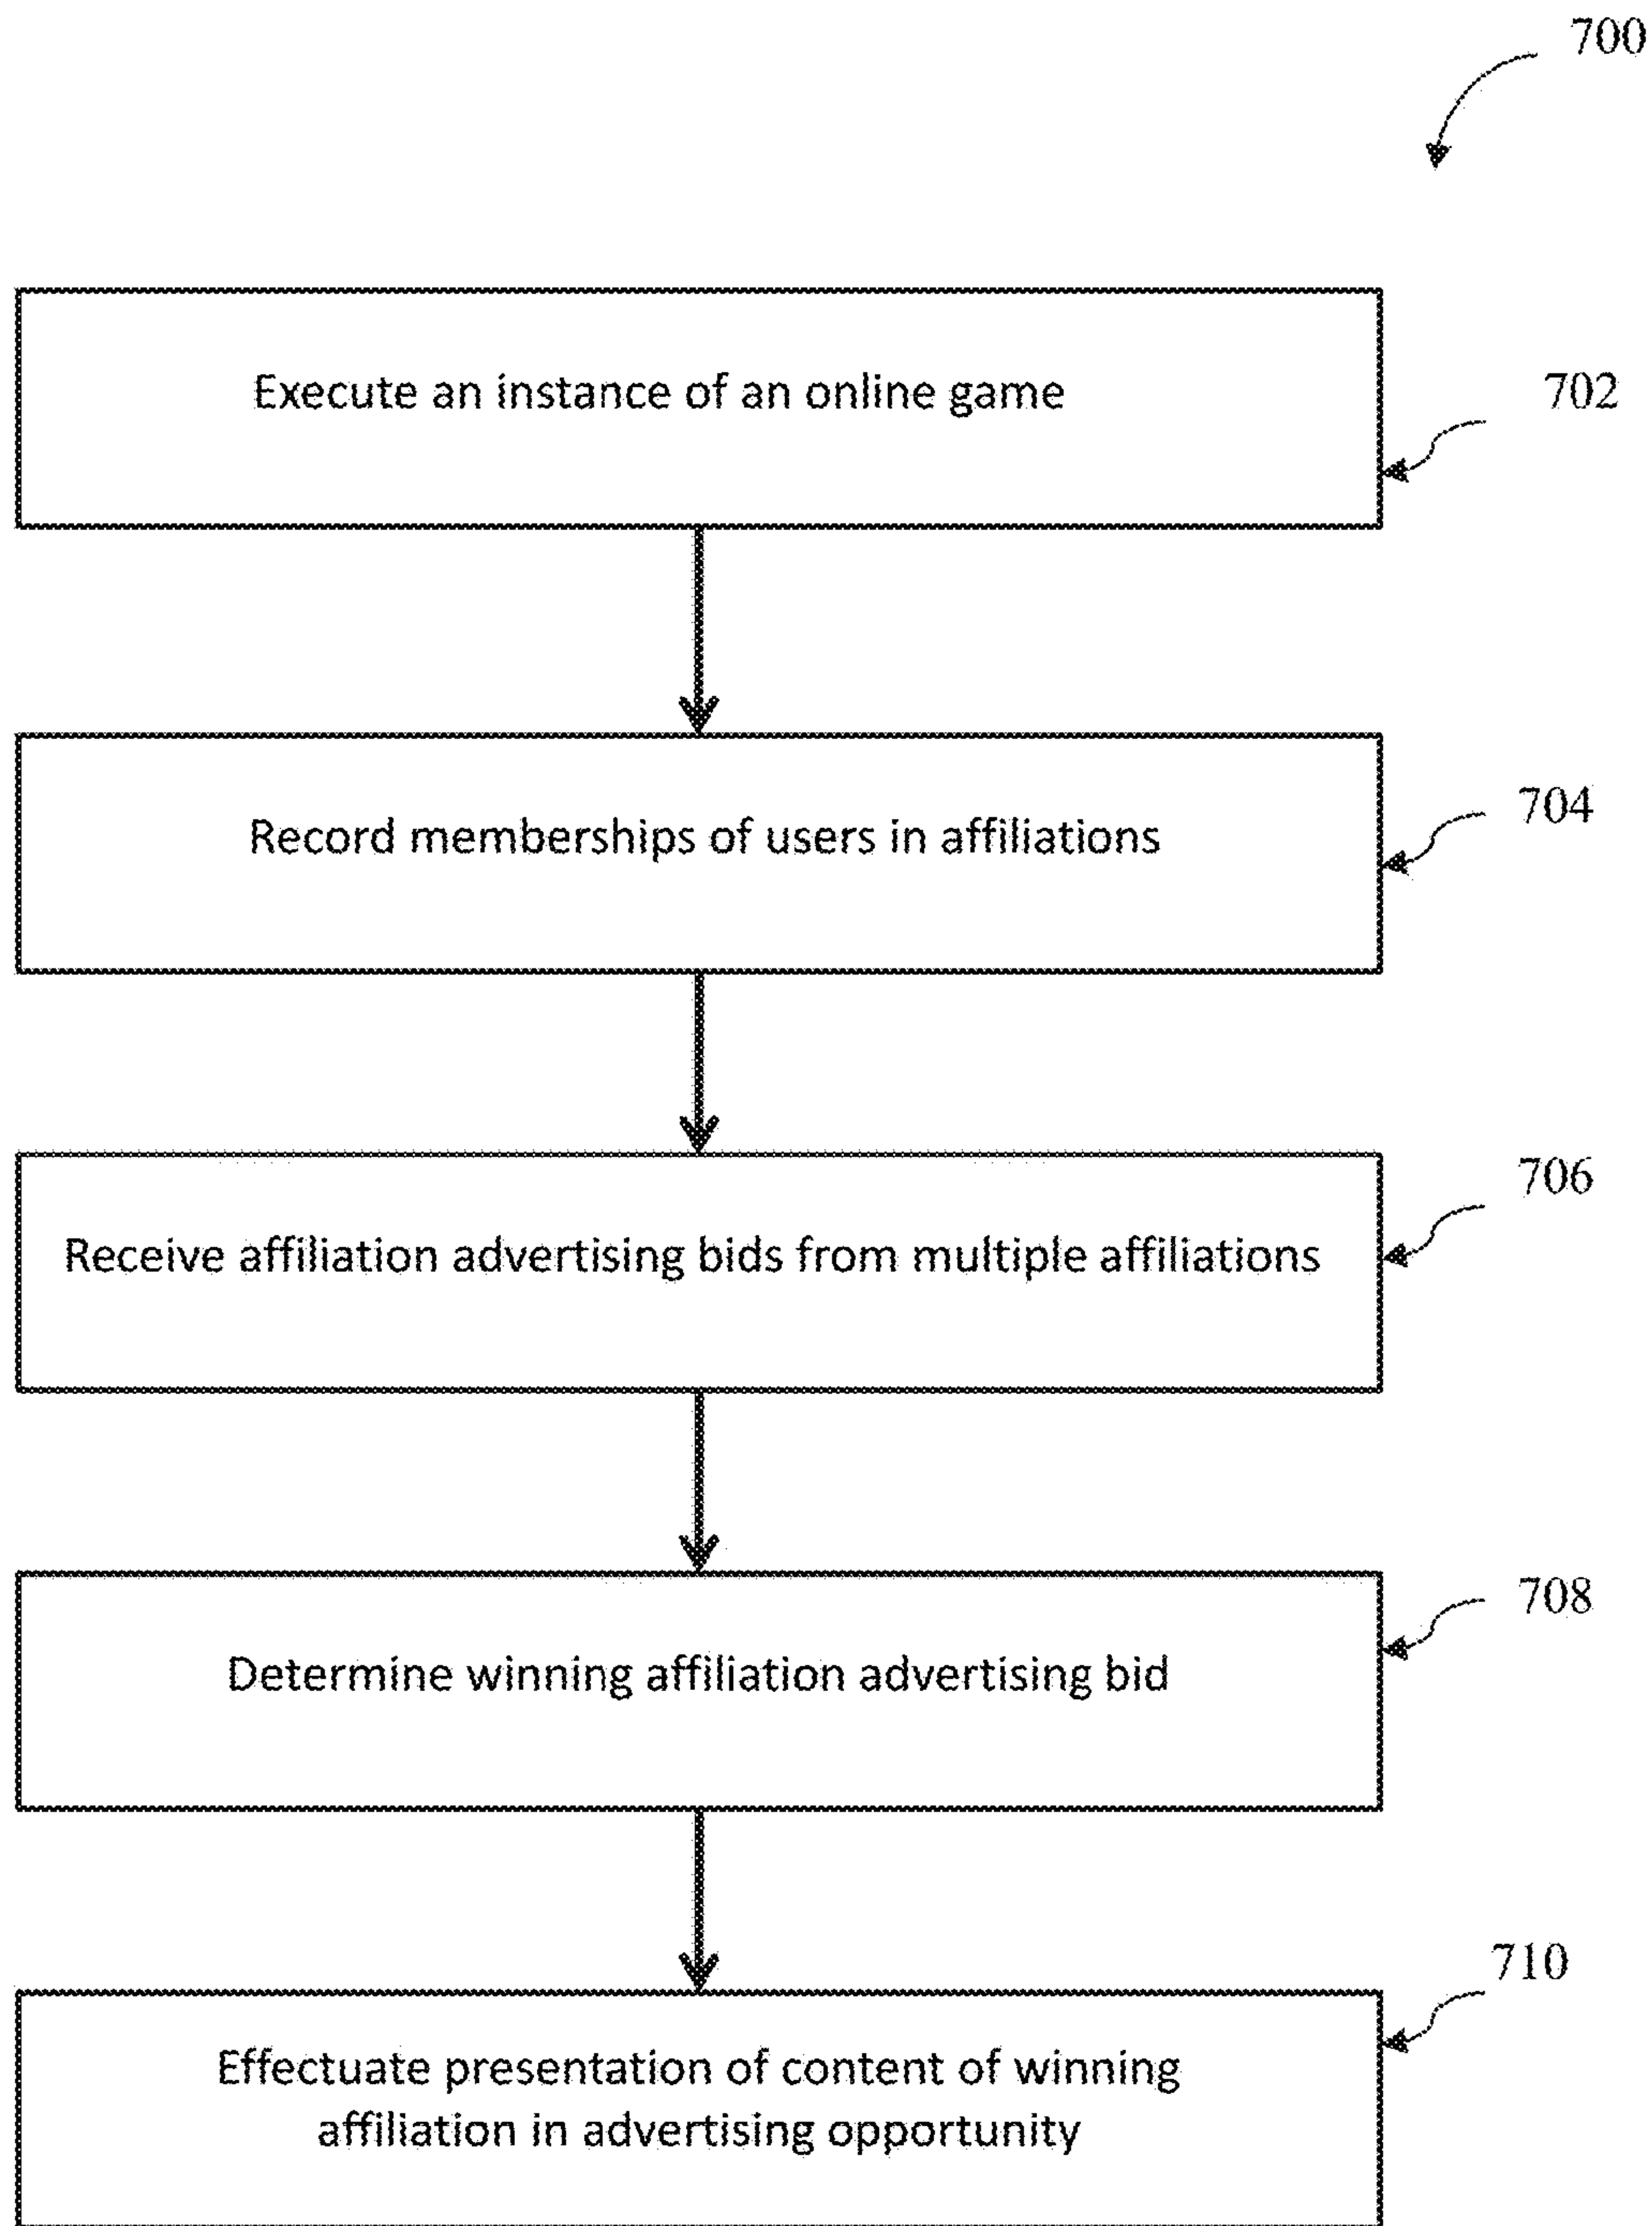 700
Execute an instance of an online game
702
Record memberships of users in affiliations
704
Receive affiliation advertising bids from multiple affiliations
706
Determine winning affiliation advertising bid
708
Effectuate presentation of content of winning
affiliation in advertising opportunity
710